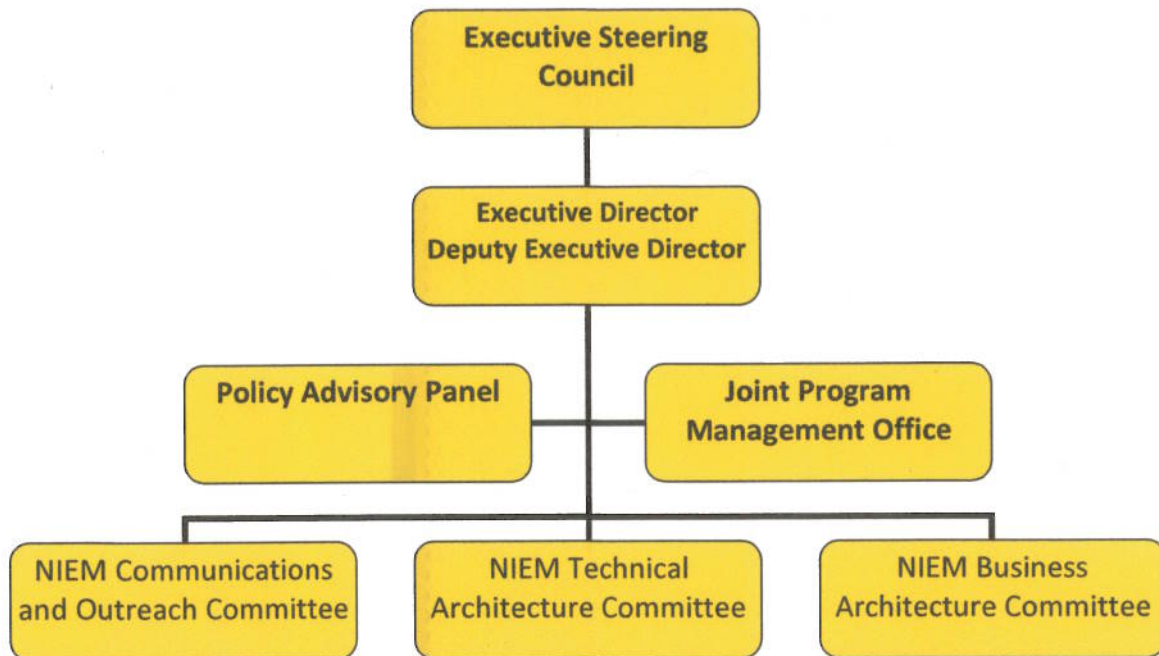 Executive Steering
Council
Executive Director
Deputy Executive Director
Policy Advisory Panel
Joint Program
Management Office
NIEM Communications
and Outreach Committee
NIEM Technical
Architecture Committee
NIEM Business
Architecture Committee